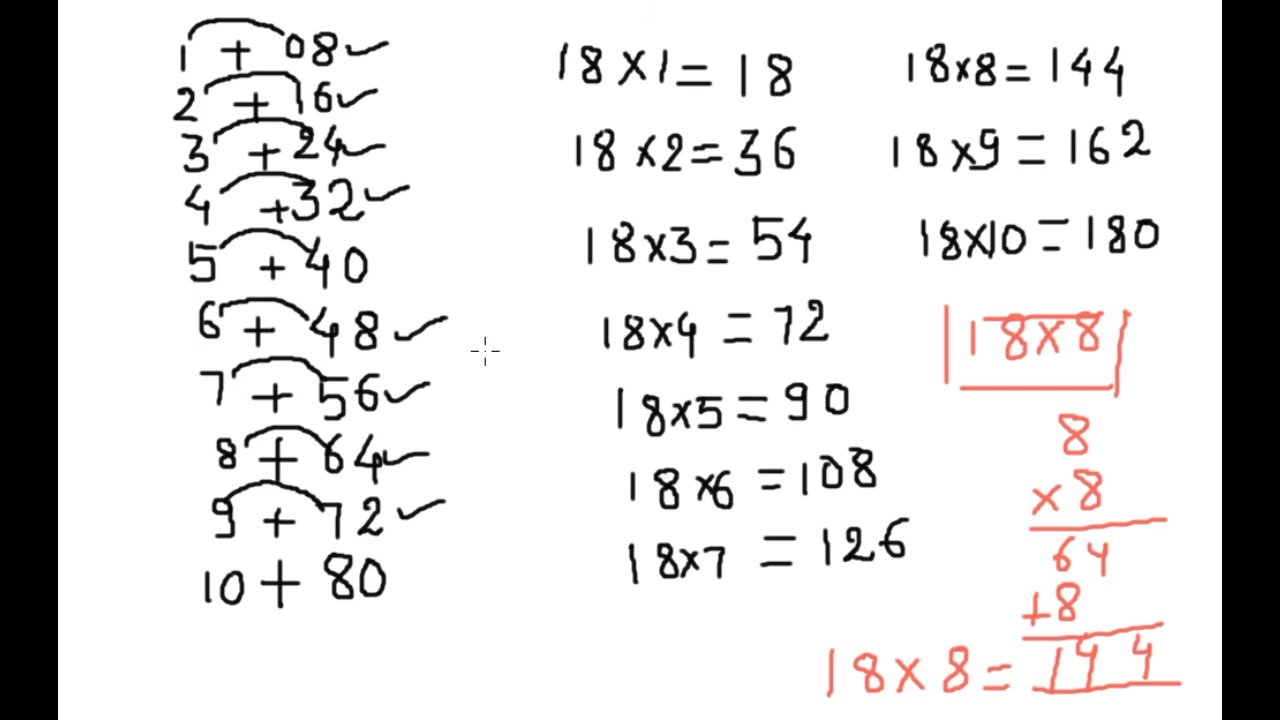 1 + 08 ✓
2 + 16 ✓
3 + 24 ✓
4 + 32 ✓
5 + 40
6 + 48 ✓
7 + 56 ✓
8 + 64 ✓
9 + 72 ✓
10 + 80
18 × 1 = 18
18 × 2 = 36
18 × 3 = 54
18 × 4 = 72
18 × 5 = 90
18 × 6 = 108
18 × 7 = 126
18 × 8 = 144
18 × 9 = 162
18 × 10 = 180
18 × 8
8
× 8
64
+ 8
18 × 8 = 144